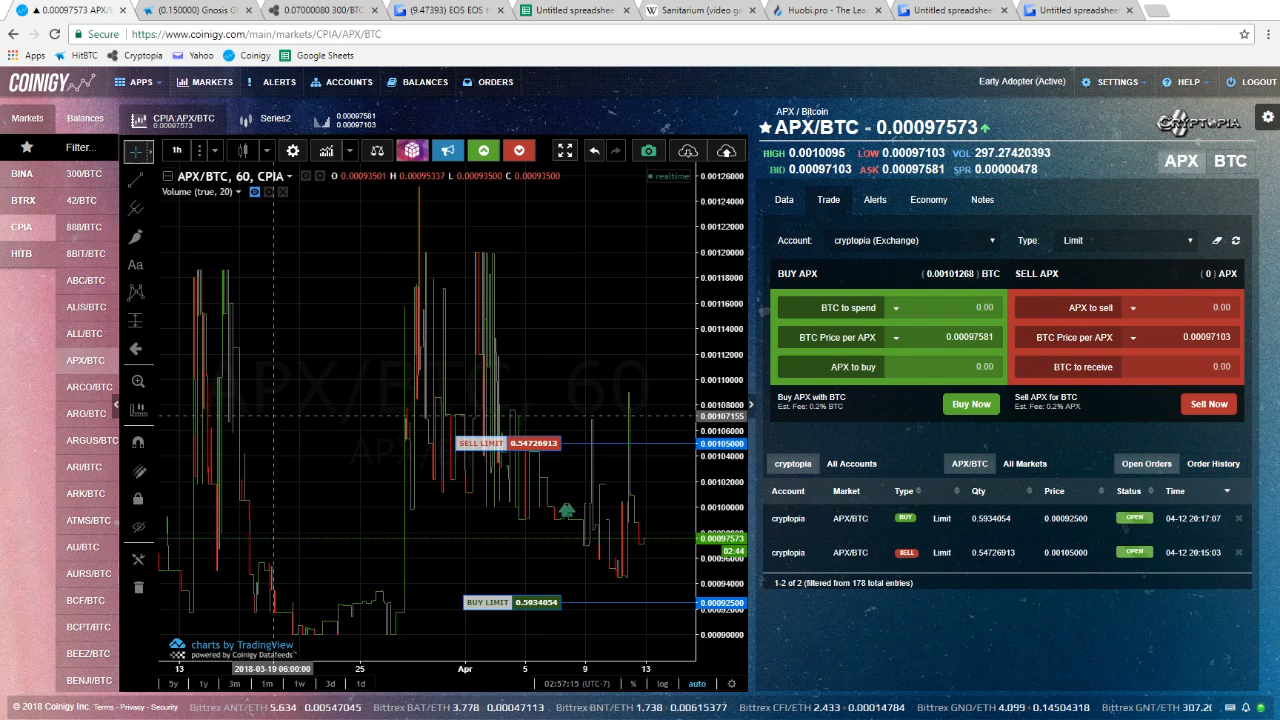 ▲ 0.00097573 APX/B
(0.150000) Gnosis G
0.07000080 300/BTC
(9.47393) EOS EOS t
Untitled spreadshee
Sanitarium (video ga
Huobi.pro - The Lea
Untitled spreadshee
Untitled spreadshee
Secure
https://www.coinigy.com/main/markets/CPIA/APX/BTC
Apps HitBTC Cryptopia Yahoo Coinigy Google Sheets
COINIGY APPS MARKETS ALERTS ACCOUNTS BALANCES ORDERS Early Adopter (Active) SETTINGS HELP LOGOUT
Markets Balances
CPIA:APX/BTC
0.00097573
Series2
0.00097581
0.00097103
Filter...
BINA 300/BTC
BTRX 42/BTC
CPIA 888/BTC
HITB 8BIT/BTC
ABC/BTC
ALIS/BTC
ALL/BTC
APX/BTC
ARCO/BTC
ARG/BTC
ARGUS/BTC
ARI/BTC
ARK/BTC
ATMS/BTC
AU/BTC
AURS/BTC
BCF/BTC
BCPT/BTC
BEEZ/BTC
BENJI/BTC
1h
APX/BTC, 60, CPIA O 0.00093501 H 0.00095337 L 0.00093500 C 0.00093500 realtime
Volume (true, 20)
Aa
APX/BTC, 60
APX/BTC
SELL LIMIT 0.54726913
BUY LIMIT 0.5934054
0.00126000
0.00124000
0.00122000
0.00120000
0.00118000
0.00116000
0.00114000
0.00112000
0.00110000
0.00108000
0.00107155
0.00106000
0.00105000
0.00104000
0.00102000
0.00100000
0.00097573
02:44
0.00096000
0.00094000
0.00092500
0.00092000
0.00090000
charts by TradingView
powered by Coinigy Datafeeds™
13 2018-03-19 06:00:00 25 Apr 5 9 13
5y 1y 3m 1m 1w 3d 1d 02:57:15 (UTC-7) % log auto
APX / Bitcoin
APX/BTC - 0.00097573
CRYPTOPIA
HIGH 0.0010095 LOW 0.00097103 VOL 297.27420393
BID 0.00097103 ASK 0.00097581 SPR 0.00000478
APX BTC
Data Trade Alerts Economy Notes
Account: cryptopia (Exchange) Type: Limit
BUY APX ( 0.00101268 ) BTC SELL APX ( 0 ) APX
BTC to spend 0.00 APX to sell 0.00
BTC Price per APX 0.00097581 BTC Price per APX 0.00097103
APX to buy 0.00 BTC to receive 0.00
Buy APX with BTC
Est. Fee: 0.2% BTC
Buy Now
Sell APX for BTC
Est. Fee: 0.2% APX
Sell Now
cryptopia All Accounts APX/BTC All Markets Open Orders Order History
Account Market Type Qty Price Status Time
cryptopia APX/BTC BUY Limit 0.5934054 0.00092500 OPEN 04-12 20:17:07
cryptopia APX/BTC SELL Limit 0.54726913 0.00105000 OPEN 04-12 20:15:03
1-2 of 2 (filtered from 178 total entries)
© 2018 Coinigy Inc. Terms - Privacy - Security Bittrex ANT/ETH 5.634 0.00547045 Bittrex BAT/ETH 3.778 0.00047113 Bittrex BNT/ETH 1.738 0.00615377 Bittrex CFI/ETH 2.433 0.00014784 Bittrex GNO/ETH 4.099 0.14504318 Bittrex GNT/ETH 307.20